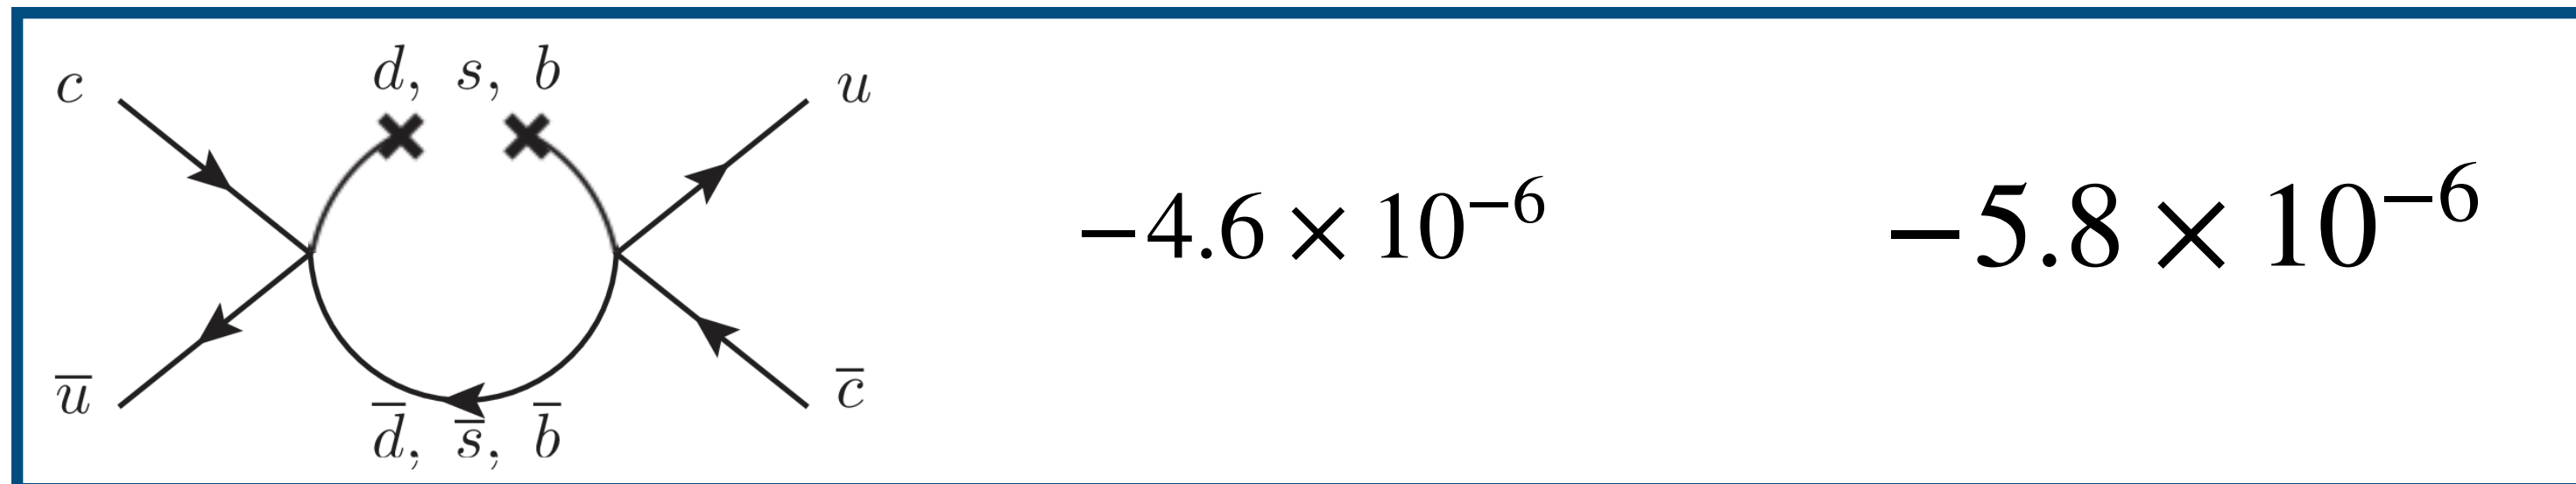 c d, s, b u
−4.6 × 10⁻⁶ −5.8 × 10⁻⁶
u̅ d̅, s̅, b̅ c̅